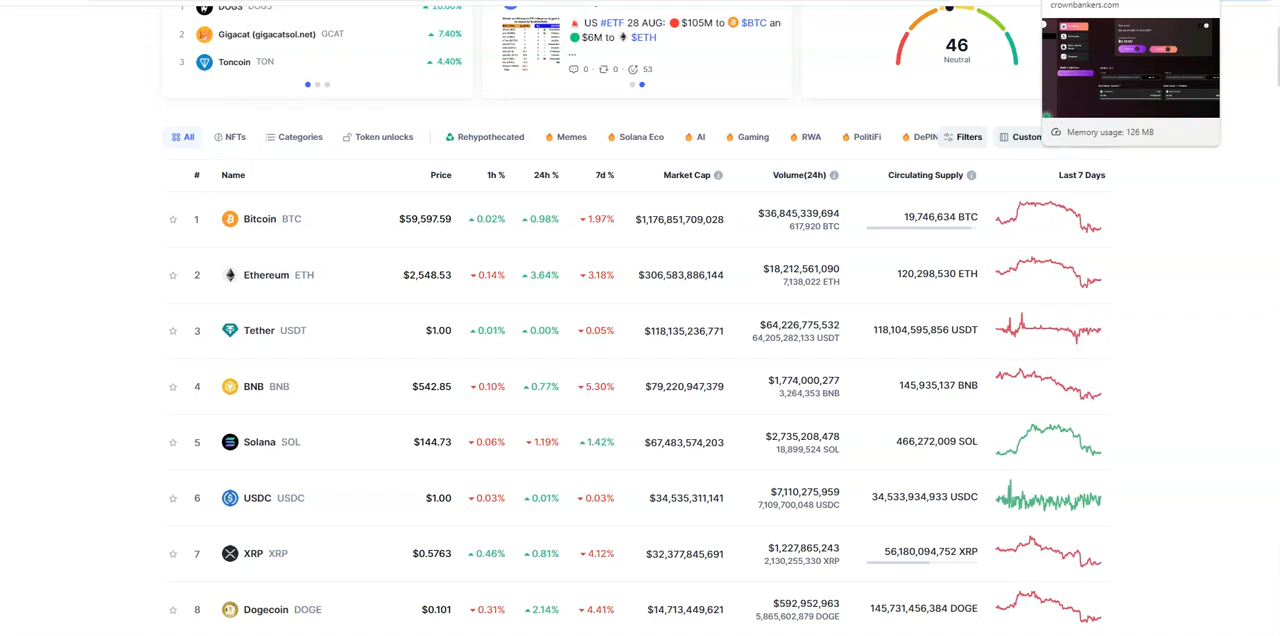 1 DOGS DOGS 20.80%
2 Gigacat (gigacatsol.net) GCAT 7.40%
3 Toncoin TON 4.40%
US #ETF 28 AUG: $105M to $BTC an
$6M to $ETH
...
0 · 0 · 53
46
Neutral
crownbankers.com
Memory usage: 126 MB
All NFTs Categories Token unlocks Rehypothecated Memes Solana Eco AI Gaming RWA PolitiFi DePIN Filters Custom
# Name Price 1h % 24h % 7d % Market Cap Volume(24h) Circulating Supply Last 7 Days
1 Bitcoin BTC $59,597.59 0.02% 0.98% 1.97% $1,176,851,709,028 $36,845,339,694 19,746,634 BTC
617,920 BTC
2 Ethereum ETH $2,548.53 0.14% 3.64% 3.18% $306,583,886,144 $18,212,561,090 120,298,530 ETH
7,138,022 ETH
3 Tether USDT $1.00 0.01% 0.00% 0.05% $118,135,236,771 $64,226,775,532 118,104,595,856 USDT
64,205,282,133 USDT
4 BNB BNB $542.85 0.10% 0.77% 5.30% $79,220,947,379 $1,774,000,277 145,935,137 BNB
3,264,353 BNB
5 Solana SOL $144.73 0.06% 1.19% 1.42% $67,483,574,203 $2,735,208,478 466,272,009 SOL
18,899,524 SOL
6 USDC USDC $1.00 0.03% 0.01% 0.03% $34,535,311,141 $7,110,275,959 34,533,934,933 USDC
7,109,700,048 USDC
7 XRP XRP $0.5763 0.46% 0.81% 4.12% $32,377,845,691 $1,227,865,243 56,180,094,752 XRP
2,130,255,330 XRP
8 Dogecoin DOGE $0.101 0.31% 2.14% 4.41% $14,713,449,621 $592,952,963 145,731,456,384 DOGE
5,865,602,879 DOGE